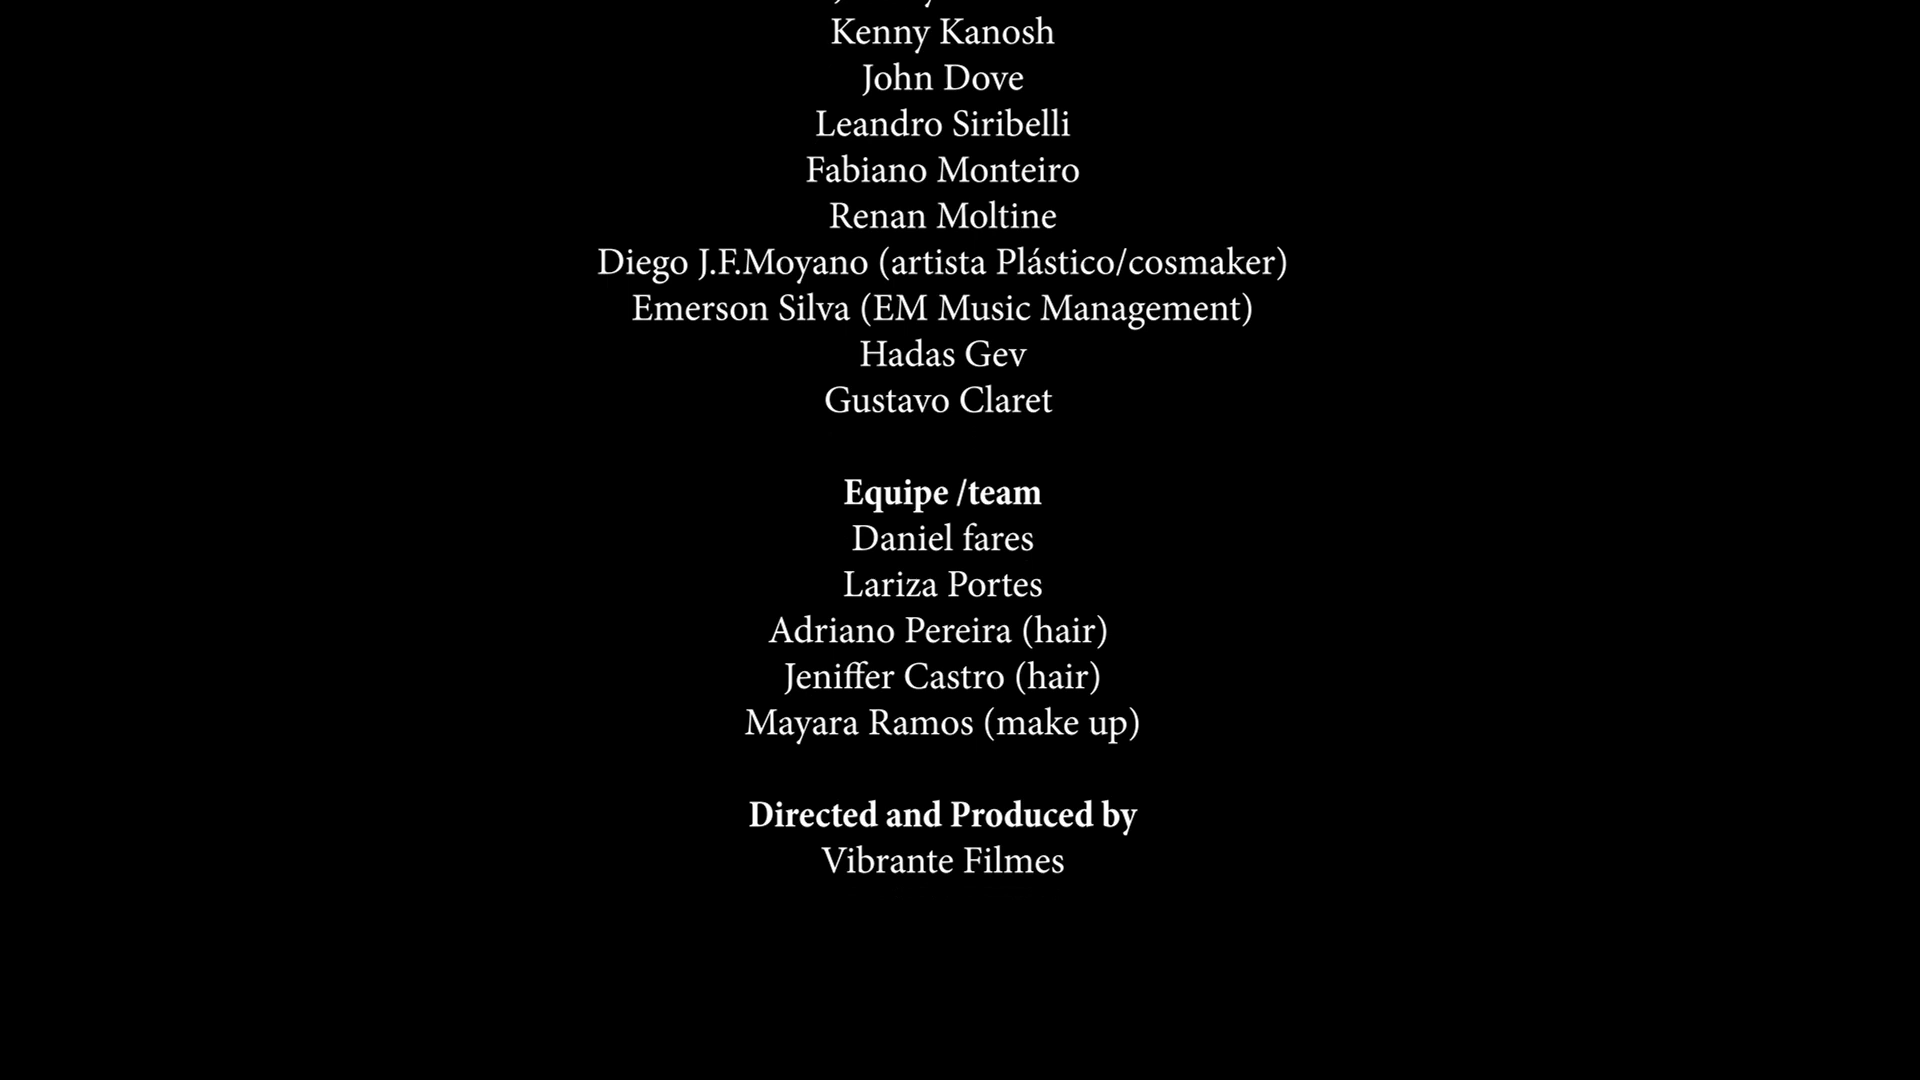 Kenny Kanosh
John Dove
Leandro Siribelli
Fabiano Monteiro
Renan Moltine
Diego J.F.Moyano (artista Plástico/cosmaker)
Emerson Silva (EM Music Management)
Hadas Gev
Gustavo Claret
Equipe /team
Daniel fares
Lariza Portes
Adriano Pereira (hair)
Jeniffer Castro (hair)
Mayara Ramos (make up)
Directed and Produced by
Vibrante Filmes